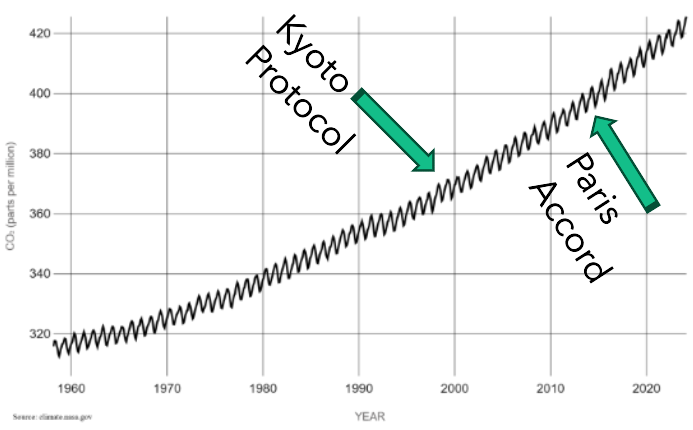 Kyoto
Protocol
Paris
Accord
420
400
380
360
340
320
CO₂ (parts per million)
1960 1970 1980 1990 2000 2010 2020
YEAR
Source: climate.nasa.gov